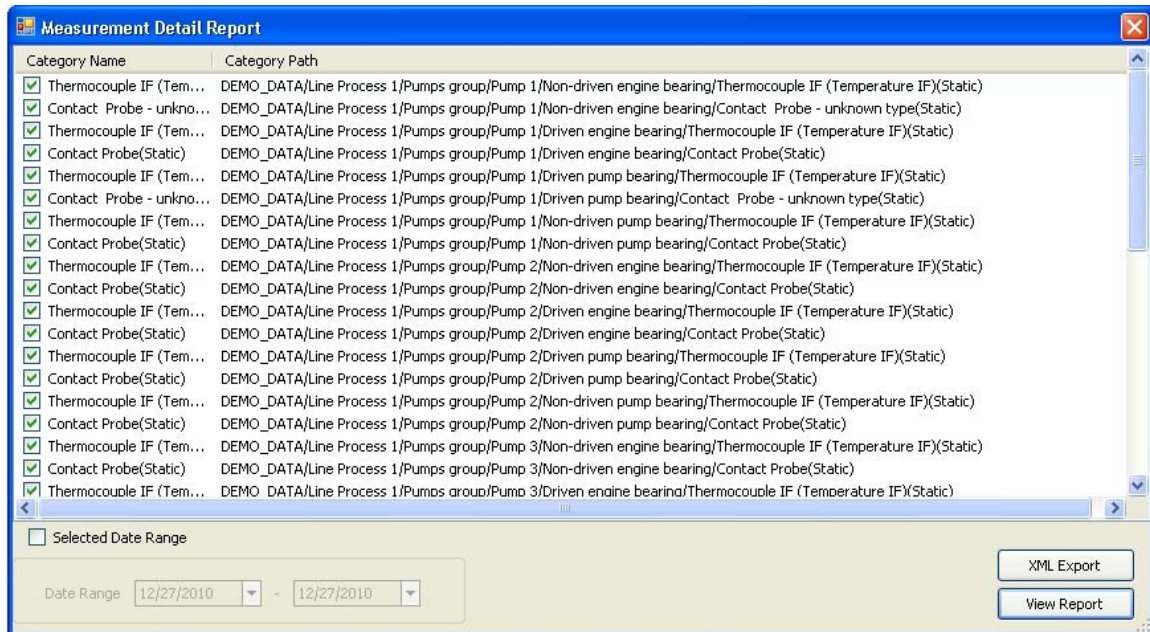 Measurement Detail Report
Category Name Category Path
Thermocouple IF (Tem... DEMO_DATA/Line Process 1/Pumps group/Pump 1/Non-driven engine bearing/Thermocouple IF (Temperature IF)(Static)
Contact Probe - unkno... DEMO_DATA/Line Process 1/Pumps group/Pump 1/Non-driven engine bearing/Contact Probe - unknown type(Static)
Thermocouple IF (Tem... DEMO_DATA/Line Process 1/Pumps group/Pump 1/Driven engine bearing/Thermocouple IF (Temperature IF)(Static)
Contact Probe(Static) DEMO_DATA/Line Process 1/Pumps group/Pump 1/Driven engine bearing/Contact Probe(Static)
Thermocouple IF (Tem... DEMO_DATA/Line Process 1/Pumps group/Pump 1/Driven pump bearing/Thermocouple IF (Temperature IF)(Static)
Contact Probe - unkno... DEMO_DATA/Line Process 1/Pumps group/Pump 1/Driven pump bearing/Contact Probe - unknown type(Static)
Thermocouple IF (Tem... DEMO_DATA/Line Process 1/Pumps group/Pump 1/Non-driven pump bearing/Thermocouple IF (Temperature IF)(Static)
Contact Probe(Static) DEMO_DATA/Line Process 1/Pumps group/Pump 1/Non-driven pump bearing/Contact Probe(Static)
Thermocouple IF (Tem... DEMO_DATA/Line Process 1/Pumps group/Pump 2/Non-driven engine bearing/Thermocouple IF (Temperature IF)(Static)
Contact Probe(Static) DEMO_DATA/Line Process 1/Pumps group/Pump 2/Non-driven engine bearing/Contact Probe(Static)
Thermocouple IF (Tem... DEMO_DATA/Line Process 1/Pumps group/Pump 2/Driven engine bearing/Thermocouple IF (Temperature IF)(Static)
Contact Probe(Static) DEMO_DATA/Line Process 1/Pumps group/Pump 2/Driven engine bearing/Contact Probe(Static)
Thermocouple IF (Tem... DEMO_DATA/Line Process 1/Pumps group/Pump 2/Driven pump bearing/Thermocouple IF (Temperature IF)(Static)
Contact Probe(Static) DEMO_DATA/Line Process 1/Pumps group/Pump 2/Driven pump bearing/Contact Probe(Static)
Thermocouple IF (Tem... DEMO_DATA/Line Process 1/Pumps group/Pump 2/Non-driven pump bearing/Thermocouple IF (Temperature IF)(Static)
Contact Probe(Static) DEMO_DATA/Line Process 1/Pumps group/Pump 2/Non-driven pump bearing/Contact Probe(Static)
Thermocouple IF (Tem... DEMO_DATA/Line Process 1/Pumps group/Pump 3/Non-driven engine bearing/Thermocouple IF (Temperature IF)(Static)
Contact Probe(Static) DEMO_DATA/Line Process 1/Pumps group/Pump 3/Non-driven engine bearing/Contact Probe(Static)
Thermocouple IF (Tem... DEMO_DATA/Line Process 1/Pumps group/Pump 3/Driven engine bearing/Thermocouple IF (Temperature IF)(Static)
Selected Date Range
Date Range 12/27/2010 - 12/27/2010
XML Export
View Report